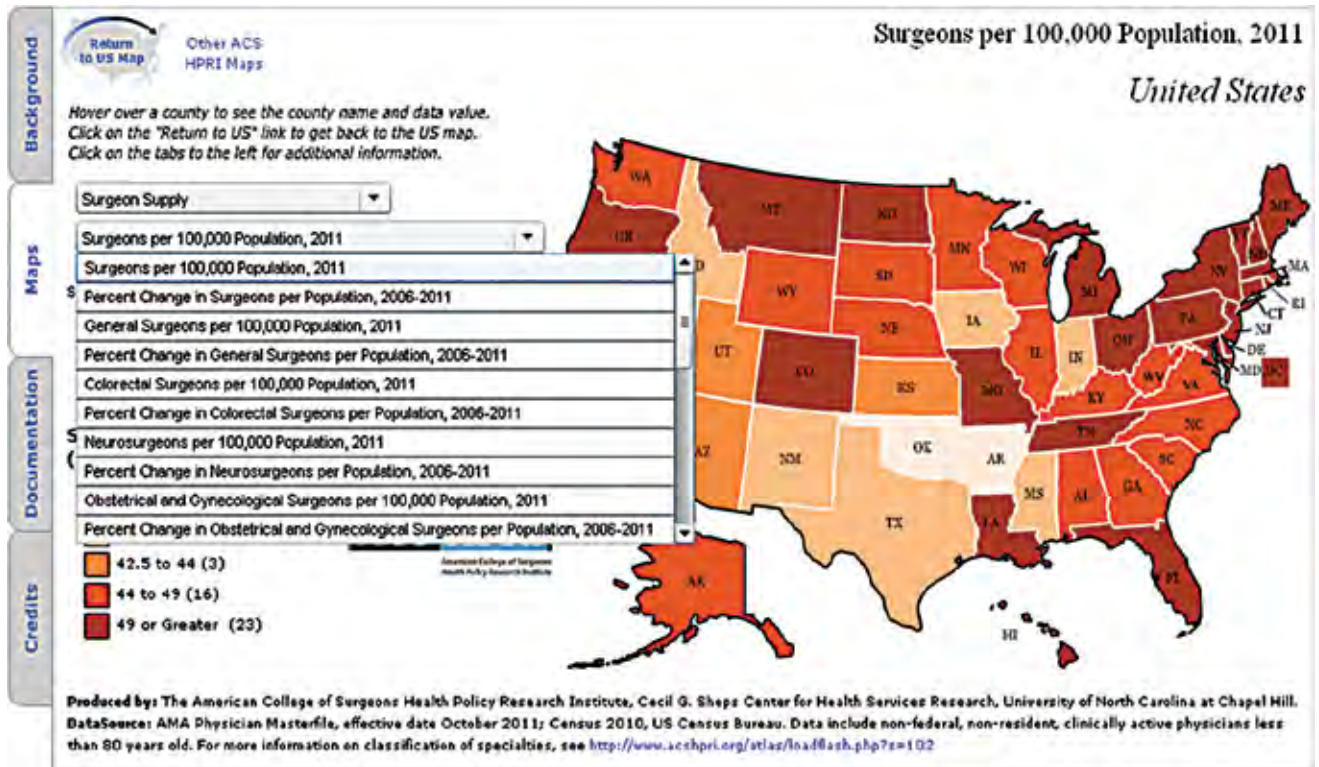 Background
Maps
Documentation
Credits
Return
to US Map
Other ACS
HPRI Maps
Surgeons per 100,000 Population, 2011
United States
Hover over a county to see the county name and data value.
Click on the "Return to US" link to get back to the US map.
Click on the tabs to the left for additional information.
Surgeon Supply
Surgeons per 100,000 Population, 2011
Surgeons per 100,000 Population, 2011
Percent Change in Surgeons per Population, 2006-2011
General Surgeons per 100,000 Population, 2011
Percent Change in General Surgeons per Population, 2006-2011
Colorectal Surgeons per 100,000 Population, 2011
Percent Change in Colorectal Surgeons per Population, 2006-2011
Neurosurgeons per 100,000 Population, 2011
Percent Change in Neurosurgeons per Population, 2006-2011
Obstetrical and Gynecological Surgeons per 100,000 Population, 2011
Percent Change in Obstetrical and Gynecological Surgeons per Population, 2006-2011
American College of Surgeons
Health Policy Research Institute
42.5 to 44 (3)
44 to 49 (16)
49 or Greater (23)
WA
OR
MT
ND
MN
WI
MI
ME
VT
NH
NY
MA
RI
CT
NJ
DE
MD
DC
D
WY
SD
NE
IA
IL
IN
OH
PA
WV
VA
UT
CO
KS
MO
KY
TN
NC
SC
AZ
NM
OK
AR
MS
AL
GA
TX
LA
FL
AK
HI
Produced by: The American College of Surgeons Health Policy Research Institute, Cecil G. Sheps Center for Health Services Research, University of North Carolina at Chapel Hill.
DataSource: AMA Physician Masterfile, effective date October 2011; Census 2010, US Census Bureau. Data include non-federal, non-resident, clinically active physicians less
than 80 years old. For more information on classification of specialties, see http://www.acshpri.org/atlas/loadflash.php?s=102